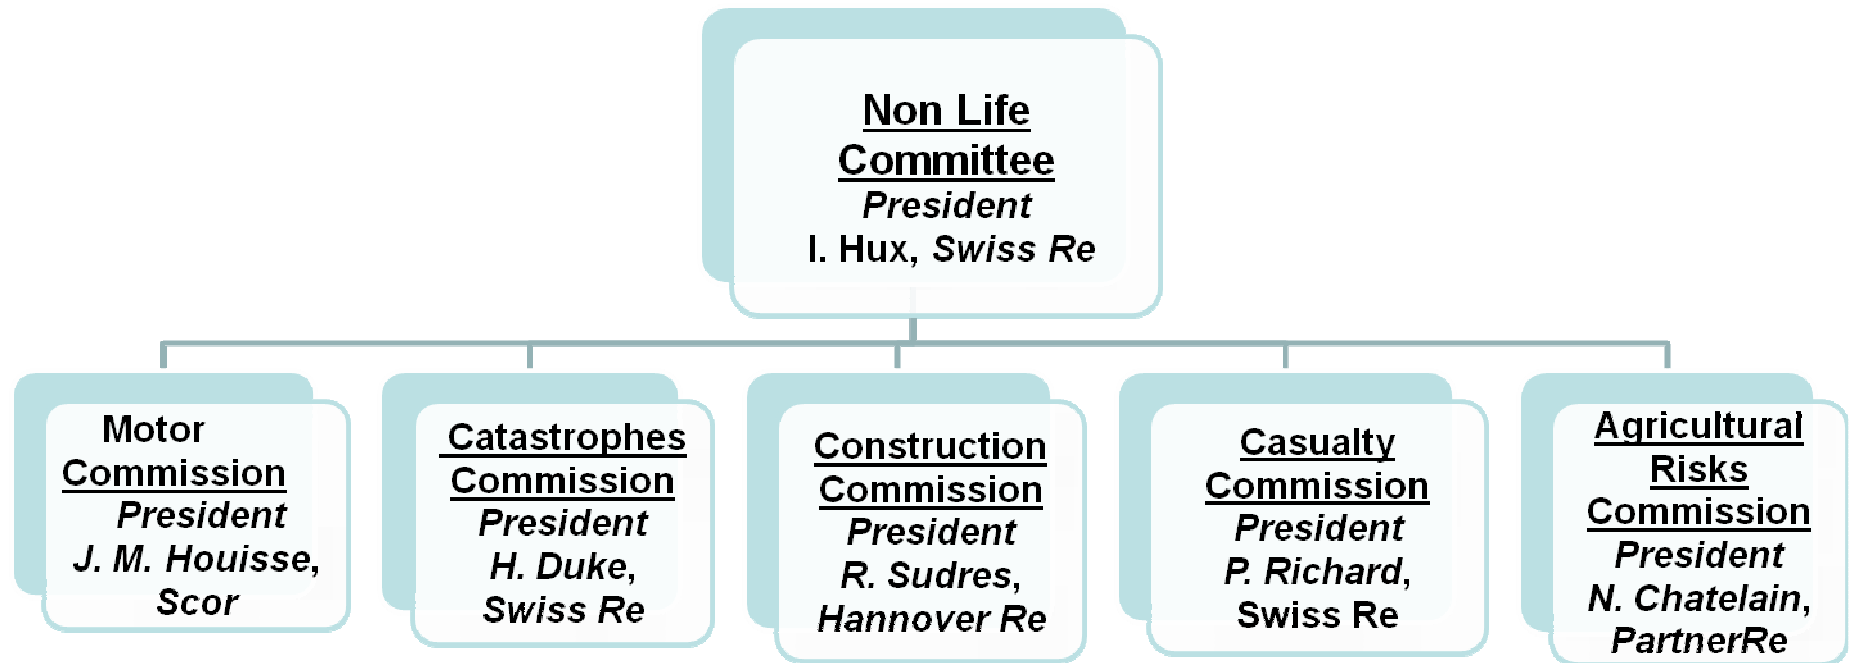 Non Life
Committee
President
I. Hux, Swiss Re
Motor
Commission
President
J. M. Houisse,
Scor
Catastrophes
Commission
President
H. Duke,
Swiss Re
Construction
Commission
President
R. Sudres,
Hannover Re
Casualty
Commission
President
P. Richard,
Swiss Re
Agricultural
Risks
Commission
President
N. Chatelain,
PartnerRe